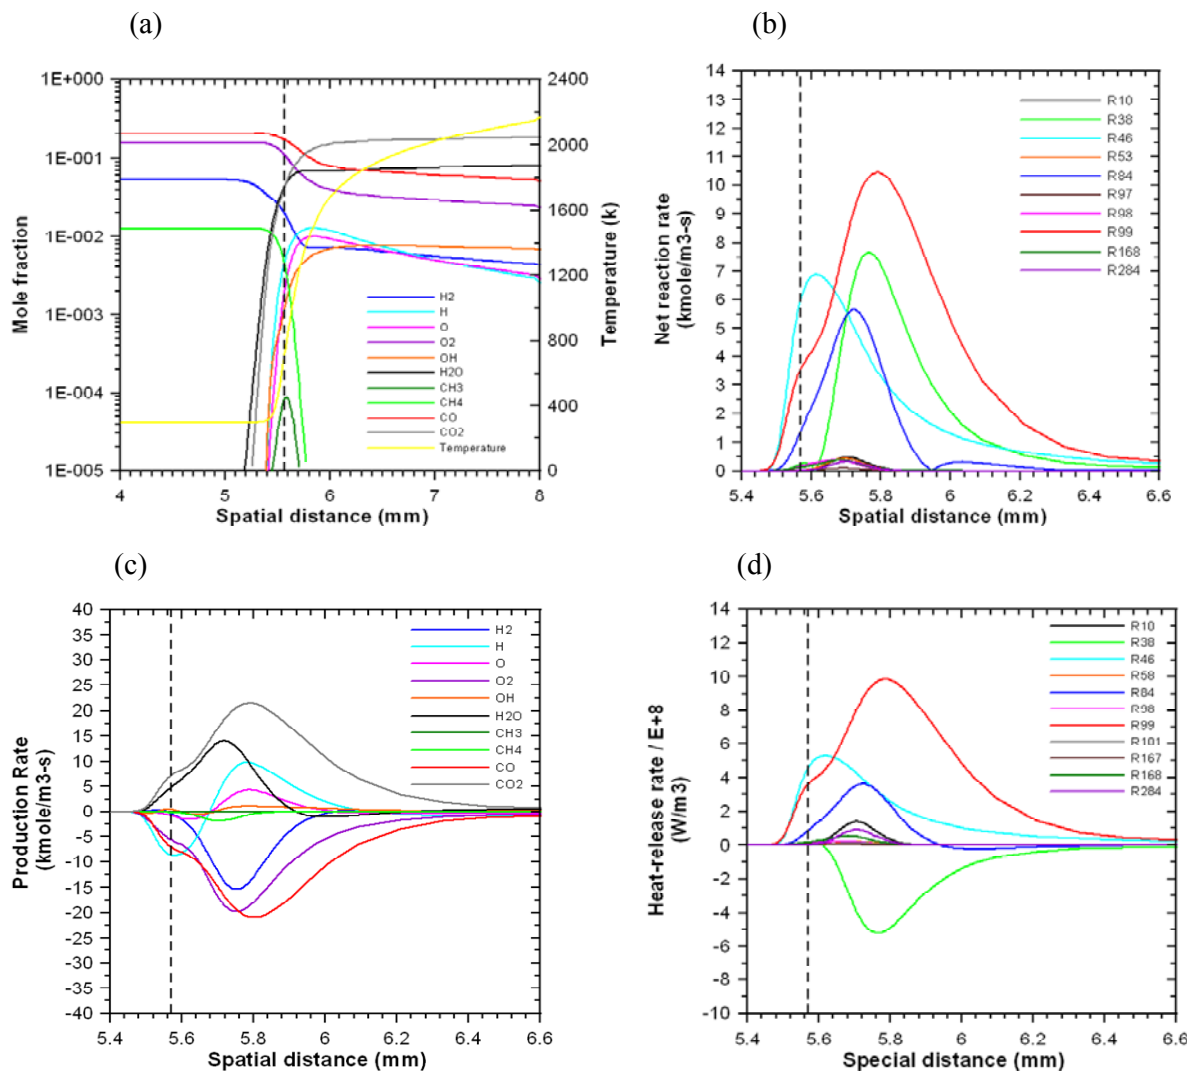 (a)
1E+000
1E-001
1E-002
1E-003
1E-004
1E-005
Mole fraction
2400
2000
1600
1200
800
400
0
Temperature (k)
H2
H
O
O2
OH
H2O
CH3
CH4
CO
CO2
Temperature
4 5 6 7 8
Spatial distance (mm)
(b)
14
13
12
11
10
9
8
7
6
5
4
3
2
1
0
Net reaction rate
(kmole/m3-s)
R10
R38
R46
R53
R84
R97
R98
R99
R168
R284
5.4 5.6 5.8 6 6.2 6.4 6.6
Spatial distance (mm)
(c)
40
35
30
25
20
15
10
5
0
-5
-10
-15
-20
-25
-30
-35
-40
Production Rate
(kmole/m3-s)
H2
H
O
O2
OH
H2O
CH3
CH4
CO
CO2
5.4 5.6 5.8 6 6.2 6.4 6.6
Spatial distance (mm)
(d)
14
12
10
8
6
4
2
0
-2
-4
-6
-8
-10
Heat-release rate / E+8
(W/m3)
R10
R38
R46
R58
R84
R98
R99
R101
R167
R168
R284
5.4 5.6 5.8 6 6.2 6.4 6.6
Special distance (mm)